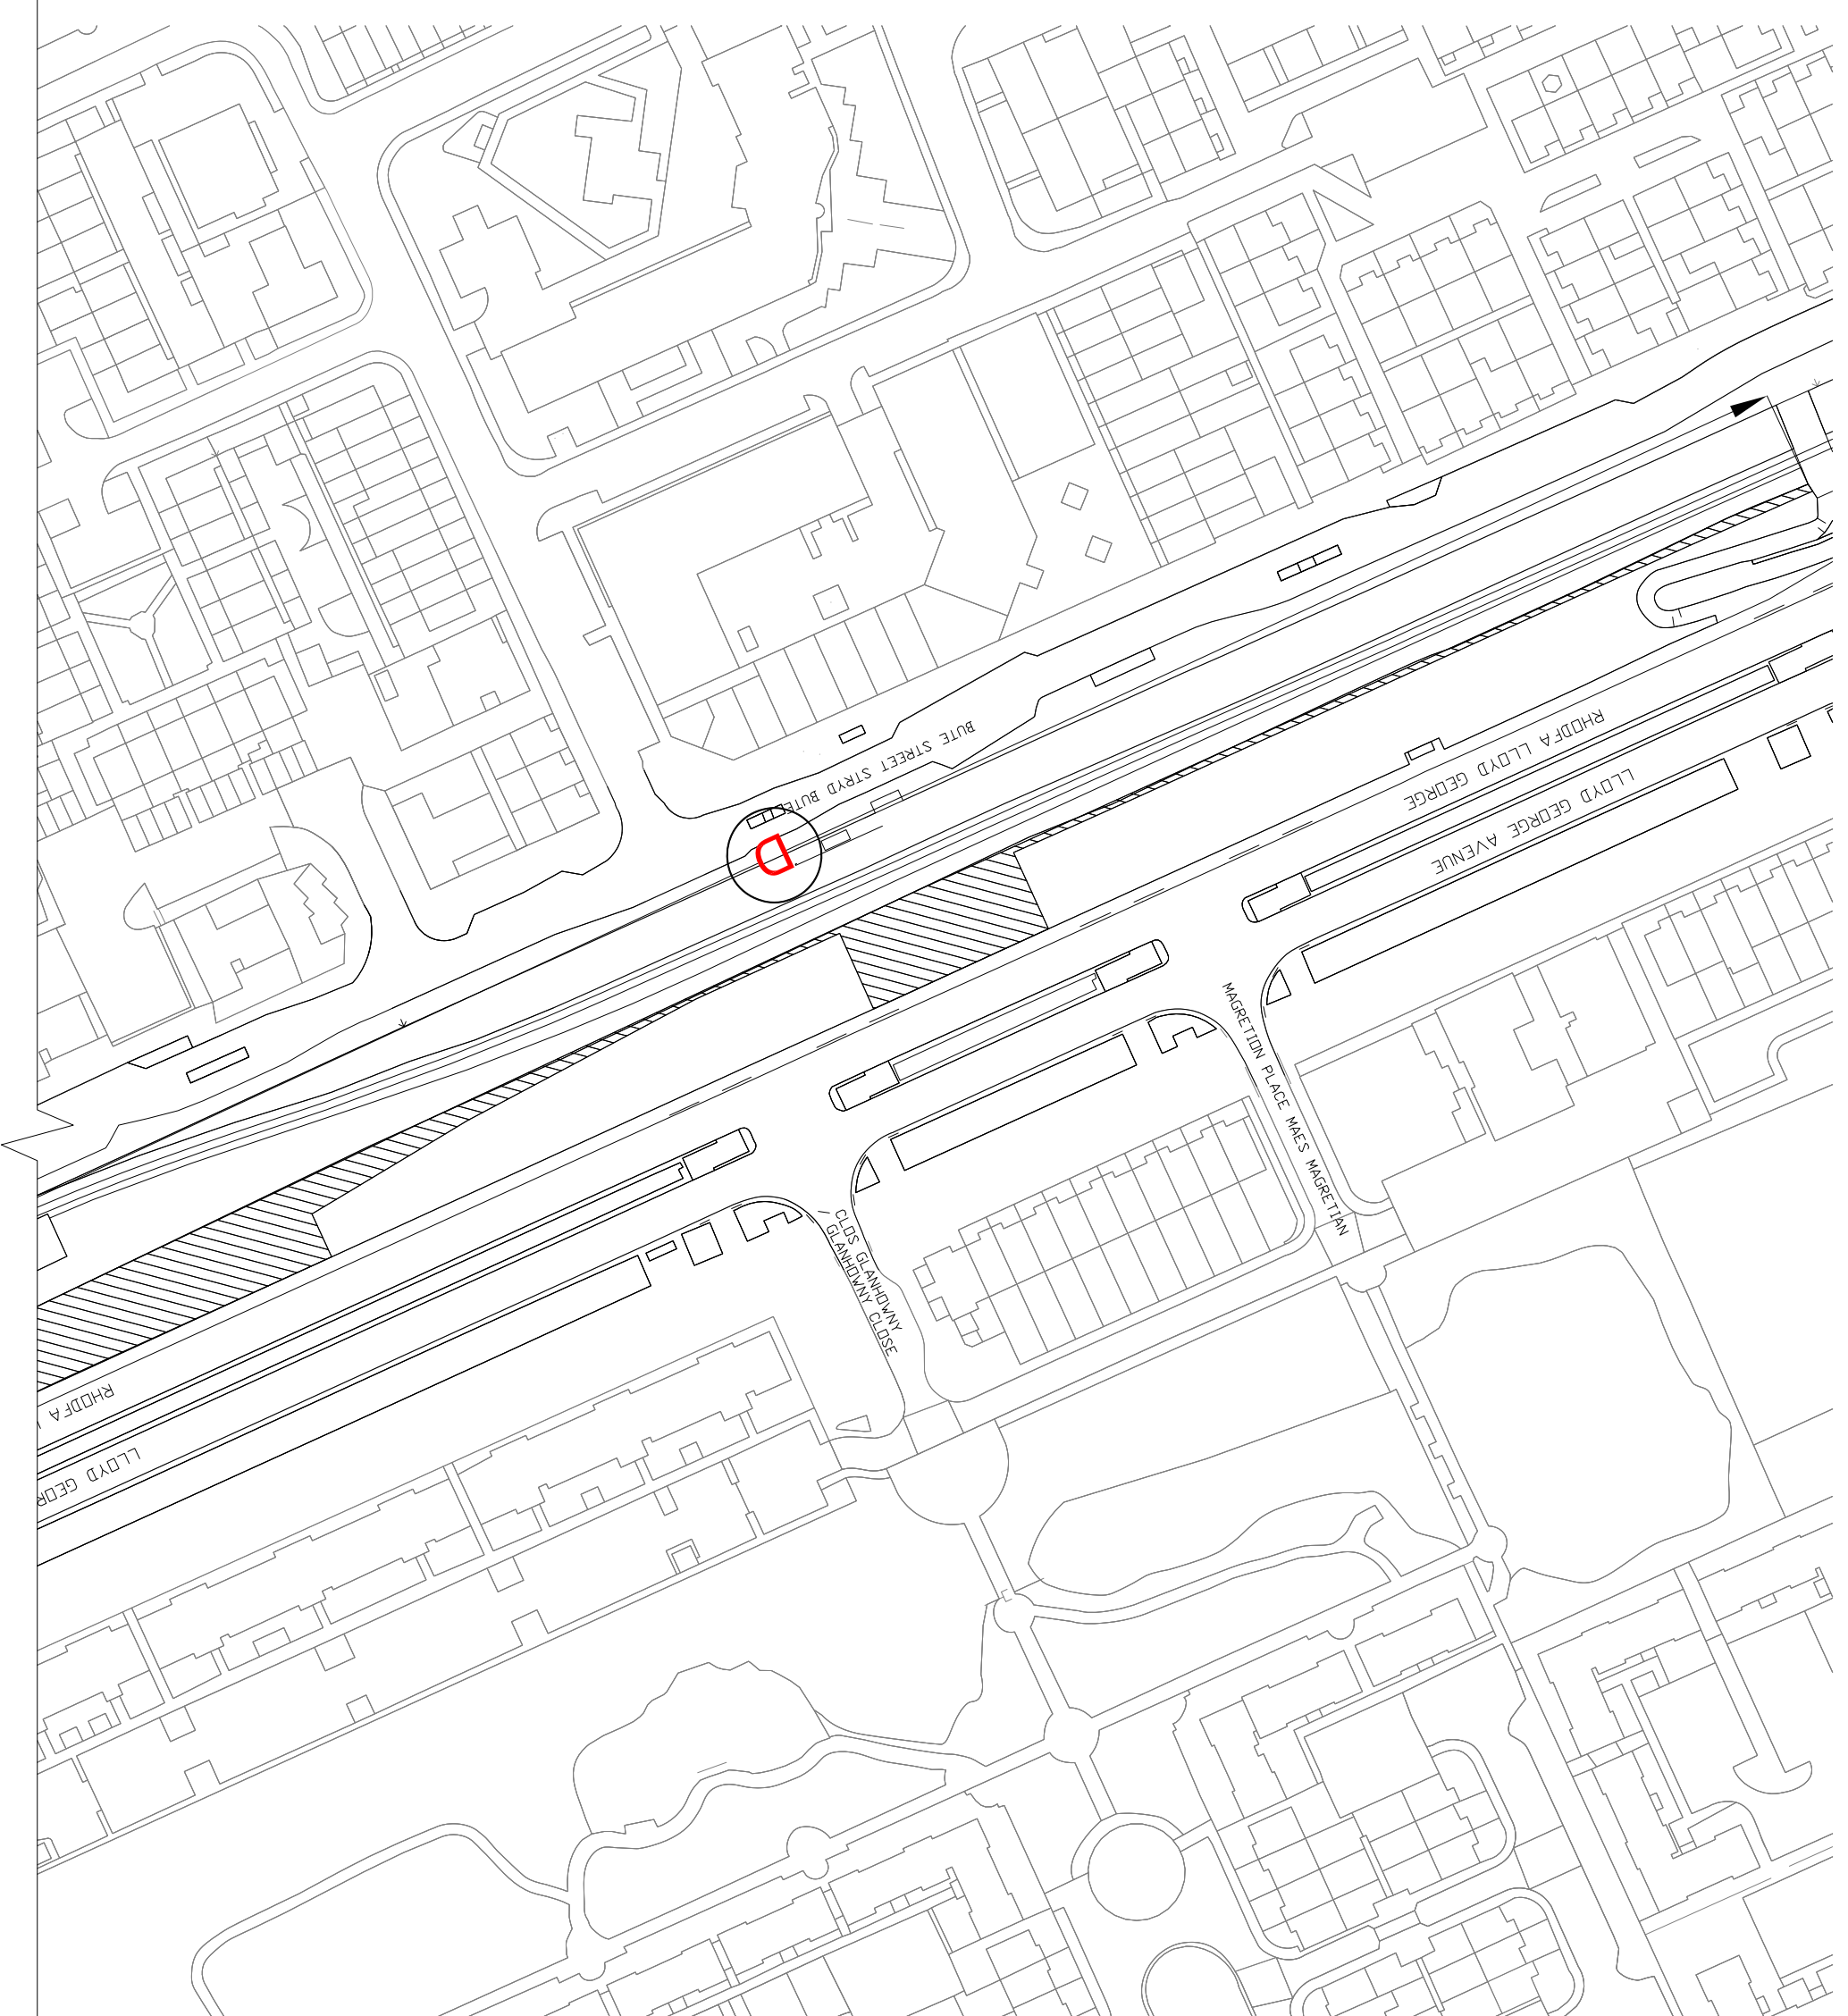 BUTE STREET STRYD BUTE
D
RHODFA LLOYD GEORGE
LLOYD GEORGE AVENUE
MAGRETION PLACE MAES MAGRETIAN
CLOS GLANHOWNY
/ GLANHOWNY CLOSE
RHODFA L
LLOYD GEOR